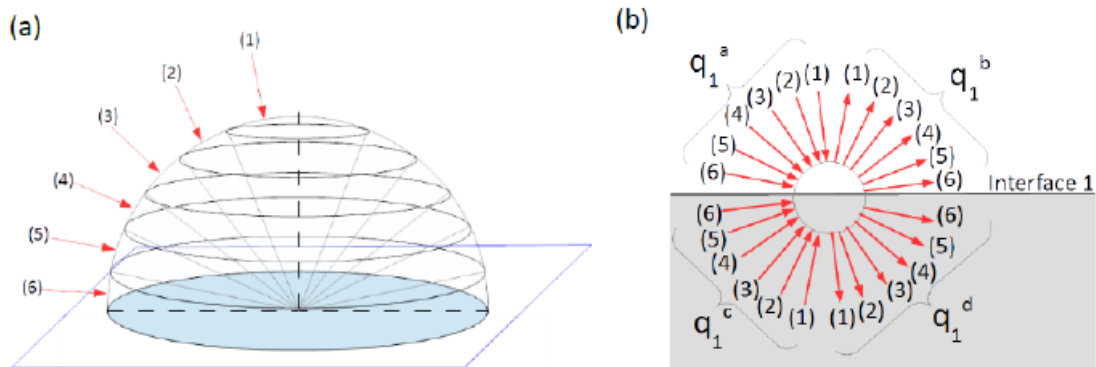 (a)
(1)
(2)
(3)
(4)
(5)
(6)
(b)
q₁ᵃ
q₁ᵇ
(6) (5) (4) (3) (2) (1) (1) (2) (3) (4) (5) (6)
Interface 1
(6) (5) (4) (3) (2) (1) (1) (2) (3) (4) (5) (6)
q₁ᶜ
q₁ᵈ